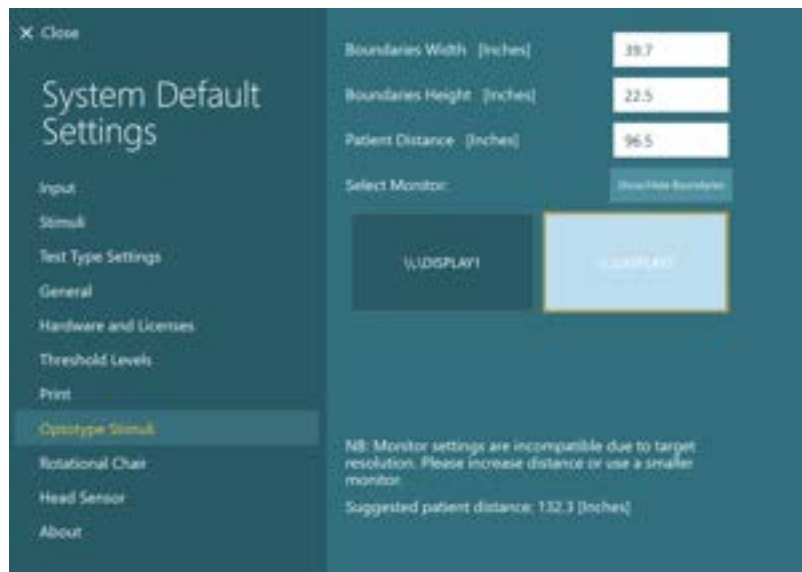 X Close
System Default
Settings
Input
Stimuli
Test Type Settings
General
Hardware and Licenses
Threshold Levels
Print
Optotype Stimuli
Rotational Chair
Head Sensor
About
Boundaries Width [Inches]
39.7
Boundaries Height [Inches]
22.5
Patient Distance [Inches]
96.5
Select Monitor:
Show/Hide Boundaries
\\.\DISPLAY1
NB: Monitor settings are incompatible due to target
resolution. Please increase distance or use a smaller
monitor.
Suggested patient distance: 132.3 [Inches]